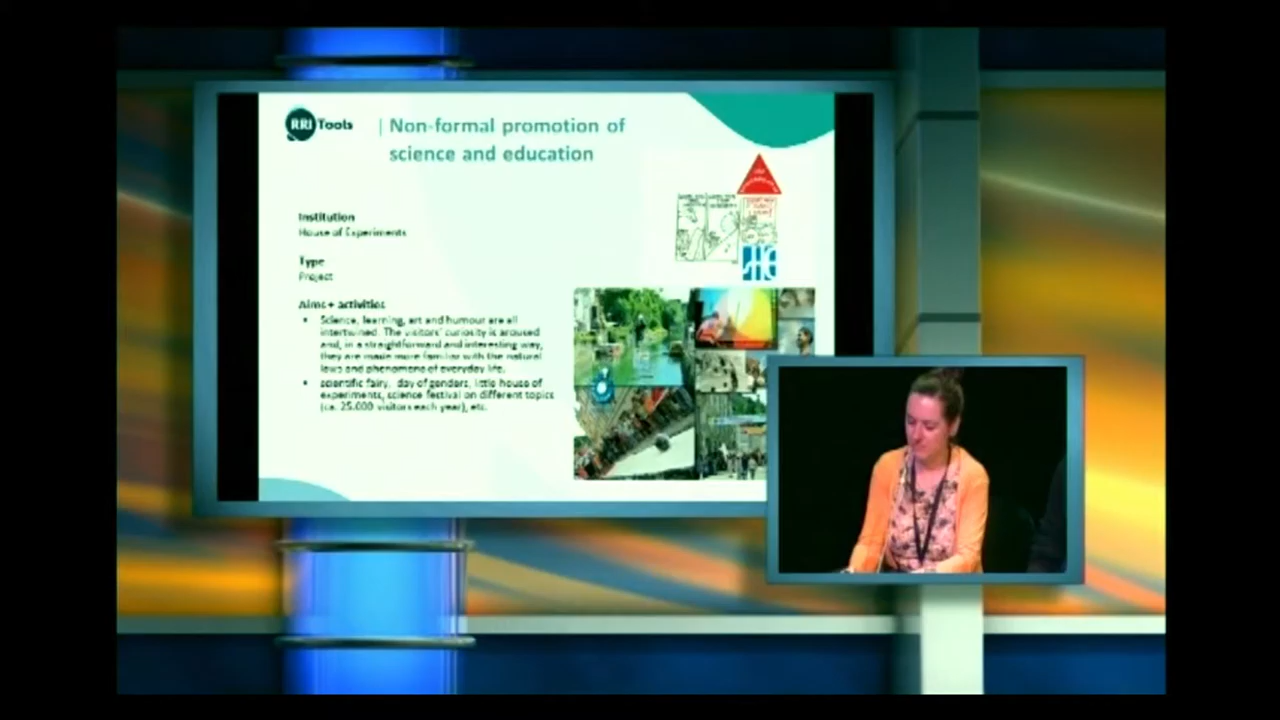 RRI Tools
Non-formal promotion of
science and education
Institution
House of Experiments
Type
Project
Aims + activities
• Science, learning, art and humour are all
intertwined. The visitors' curiosity is aroused
and, in a straightforward and interesting way,
they are made more familiar with the natural
laws and phenomena of everyday life.
• scientific fairy, day of genders, little house of
experiments, science festival on different topics
(ca. 25.000 visitors each year), etc.